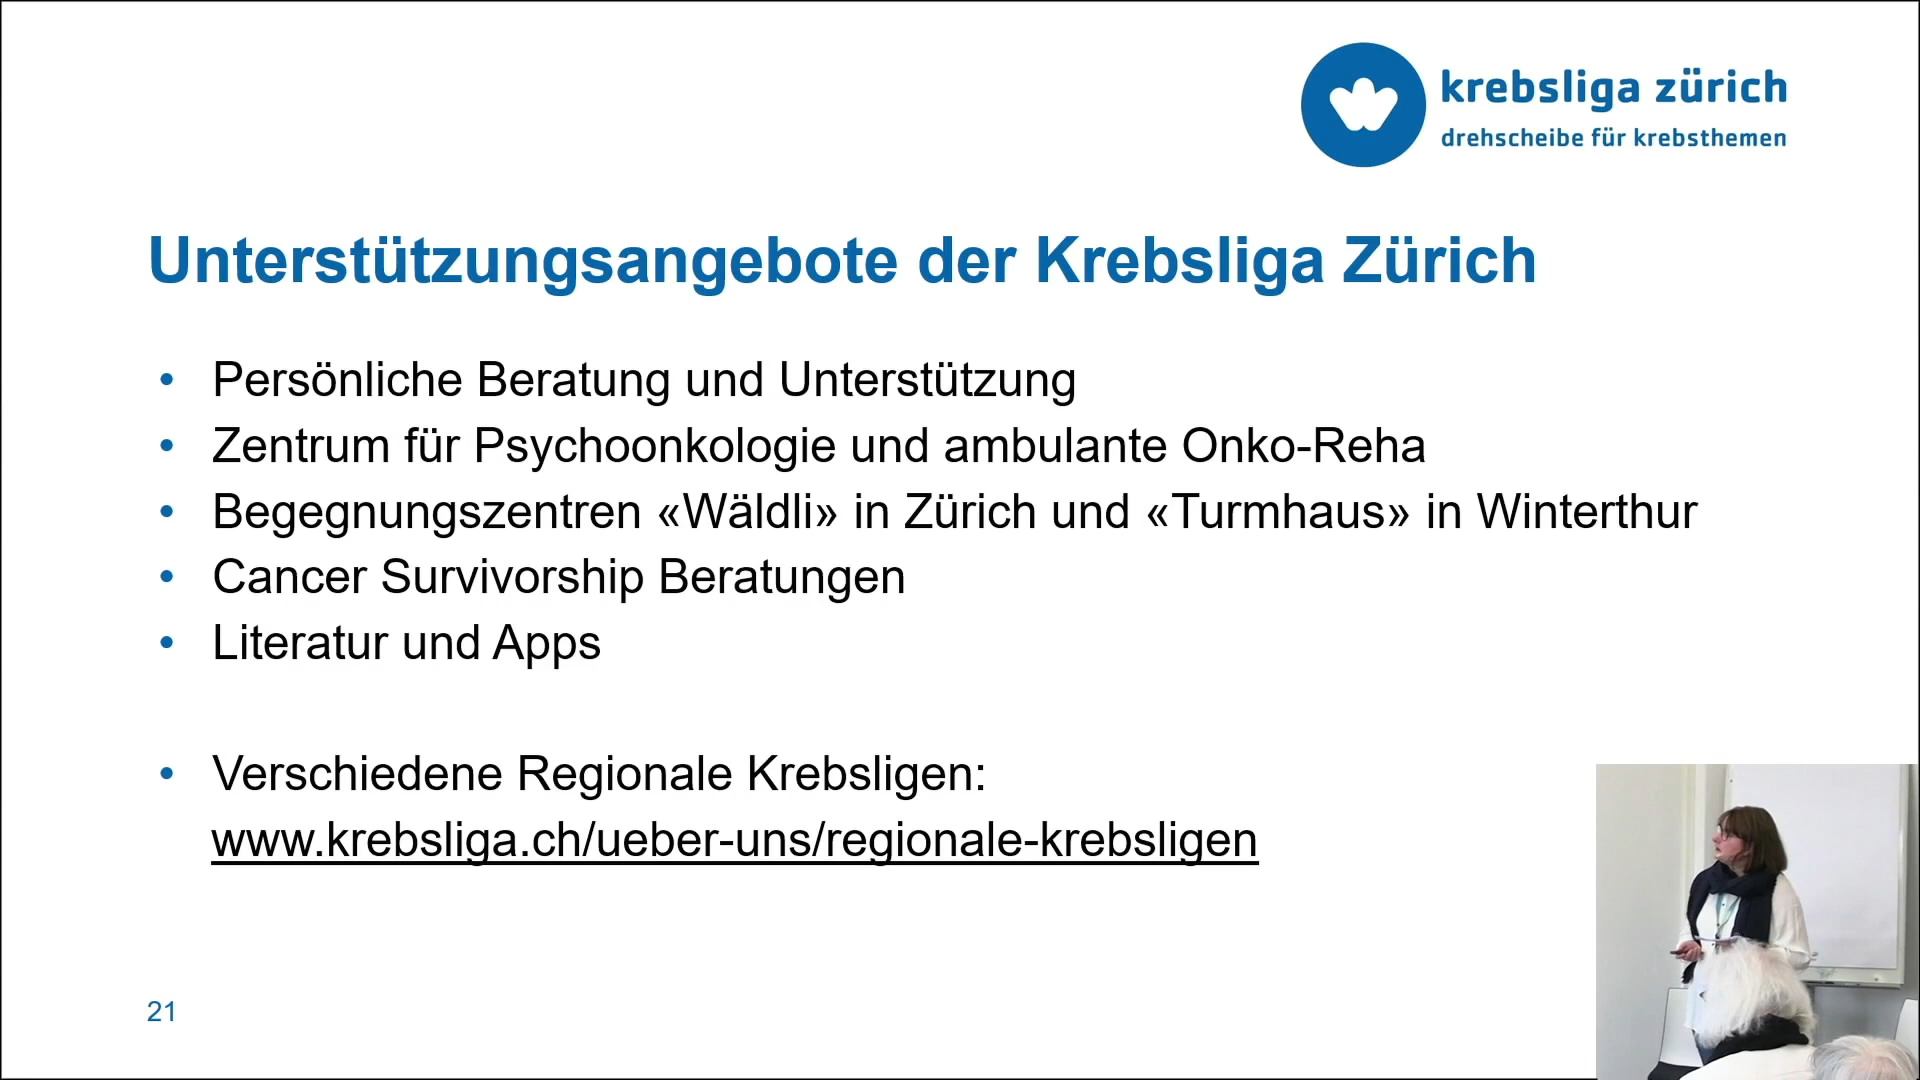 krebsliga zürich
drehscheibe für krebsthemen
Unterstützungsangebote der Krebsliga Zürich
• Persönliche Beratung und Unterstützung
• Zentrum für Psychoonkologie und ambulante Onko-Reha
• Begegnungszentren «Wäldli» in Zürich und «Turmhaus» in Winterthur
• Cancer Survivorship Beratungen
• Literatur und Apps
• Verschiedene Regionale Krebsligen:
www.krebsliga.ch/ueber-uns/regionale-krebsligen
21